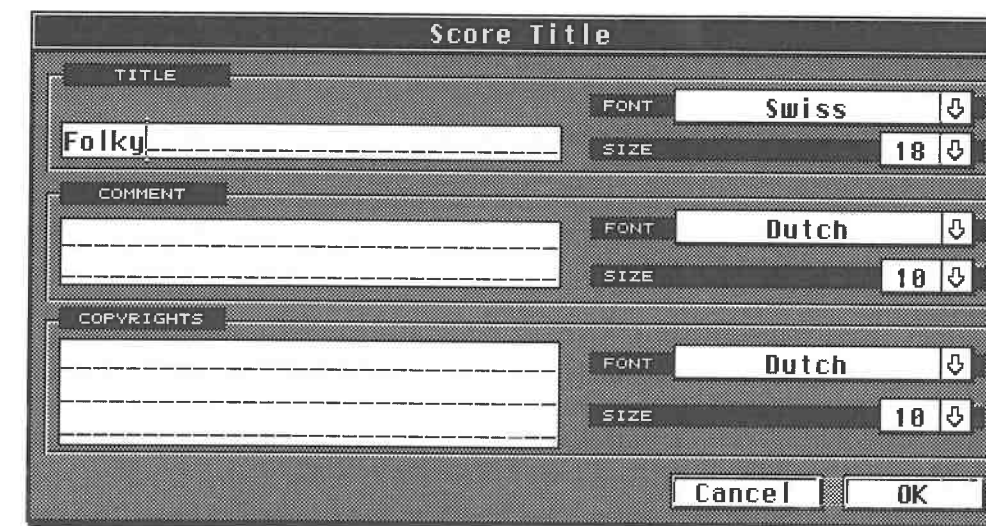 Score Title
TITLE
FONT Swiss
Folky
SIZE 18
COMMENT
FONT Dutch
SIZE 10
COPYRIGHTS
FONT Dutch
SIZE 10
Cancel OK